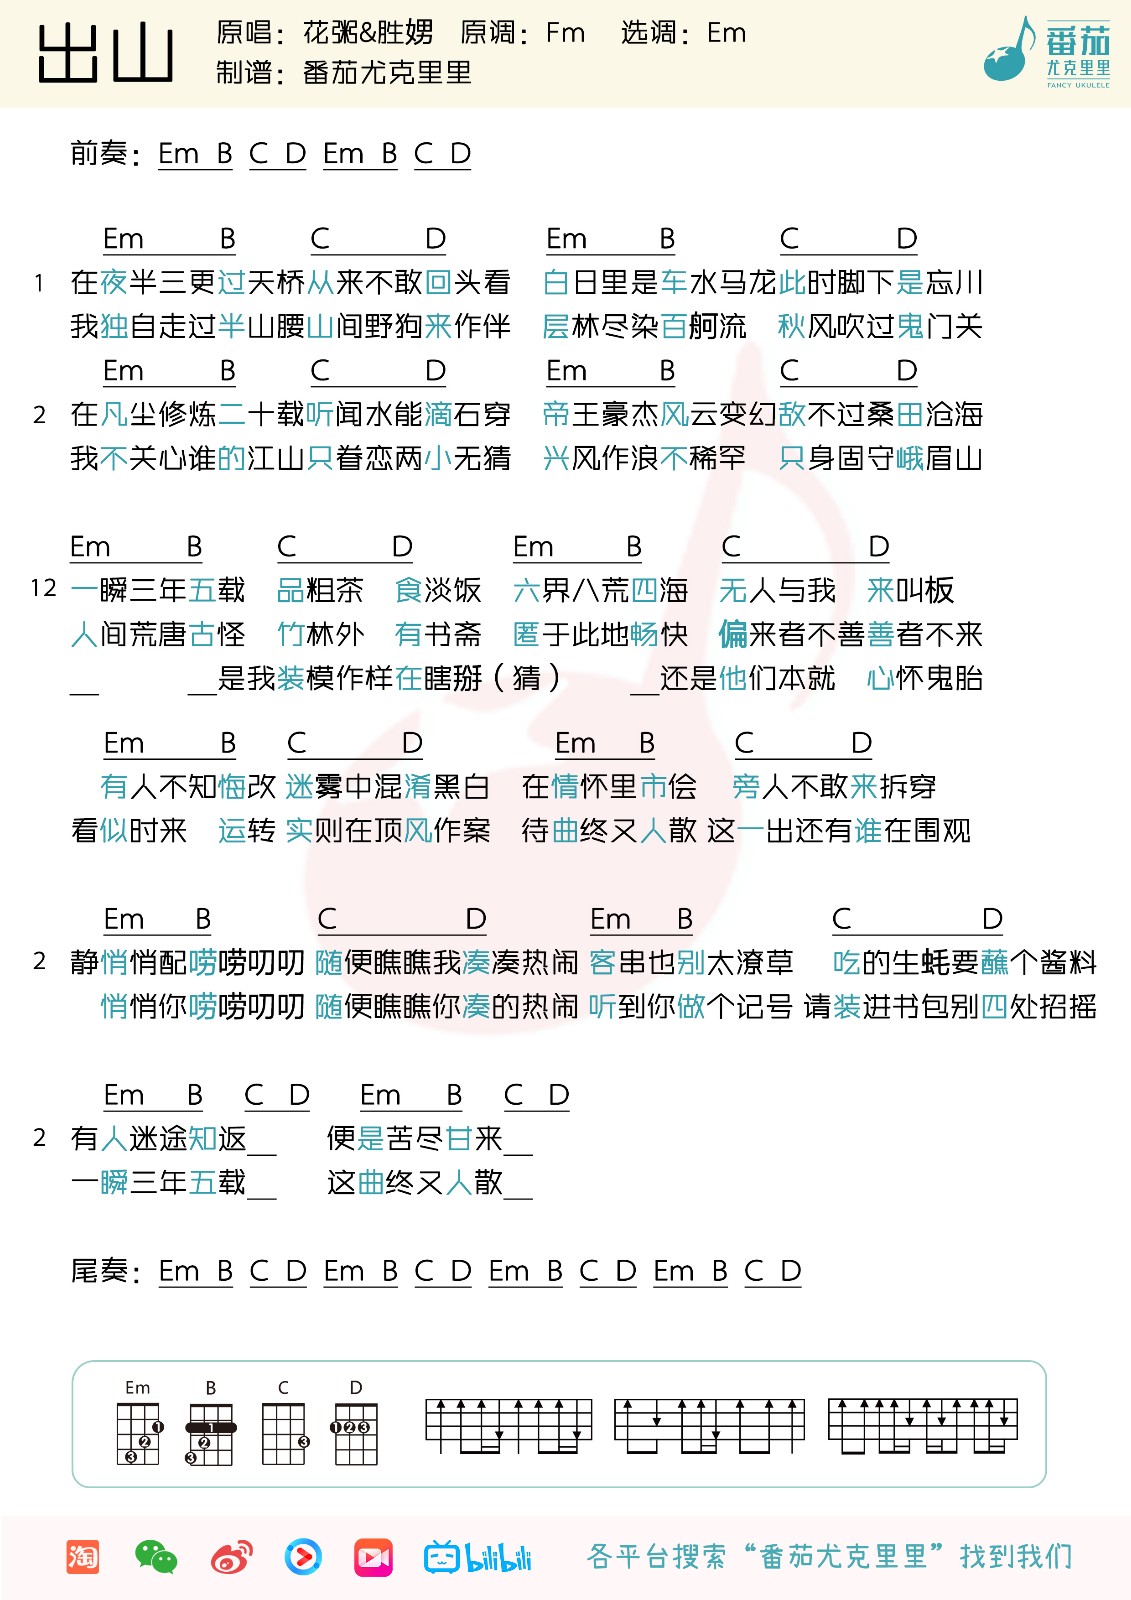 出山
原唱：花粥&胜娚 原调：Fm 选调：Em
制谱：番茄尤克里里
番茄
尤克里里
FANCY UKULELE
前奏：Em B C D Em B C D
Em B C D Em B C D
1 在夜半三更过天桥从来不敢回头看 白日里是车水马龙此时脚下是忘川
我独自走过半山腰山间野狗来作伴 层林尽染百舸流 秋风吹过鬼门关
Em B C D Em B C D
2 在凡尘修炼二十载听闻水能滴石穿 帝王豪杰风云变幻敌不过桑田沧海
我不关心谁的江山只眷恋两小无猜 兴风作浪不稀罕 只身固守峨眉山
Em B C D Em B C D
12 一瞬三年五载 品粗茶 食淡饭 六界八荒四海 无人与我 来叫板
人间荒唐古怪 竹林外 有书斋 匿于此地畅快 偏来者不善善者不来
__ __是我装模作样在瞎掰（猜） __还是他们本就 心怀鬼胎
Em B C D Em B C D
有人不知悔改 迷雾中混淆黑白 在情怀里市侩 旁人不敢来拆穿
看似时来 运转 实则在顶风作案 待曲终又人散 这一出还有谁在围观
Em B C D Em B C D
2 静悄悄配唠唠叨叨 随便瞧瞧我凑凑热闹 客串也别太潦草 吃的生蚝要蘸个酱料
悄悄你唠唠叨叨 随便瞧瞧你凑的热闹 听到你做个记号 请装进书包别四处招摇
Em B C D Em B C D
2 有人迷途知返__ 便是苦尽甘来__
一瞬三年五载__ 这曲终又人散__
尾奏：Em B C D Em B C D Em B C D Em B C D
Em B C D
1 2 3 1 2 3 3 1 2 3
淘 bilibili 各平台搜索“番茄尤克里里”找到我们